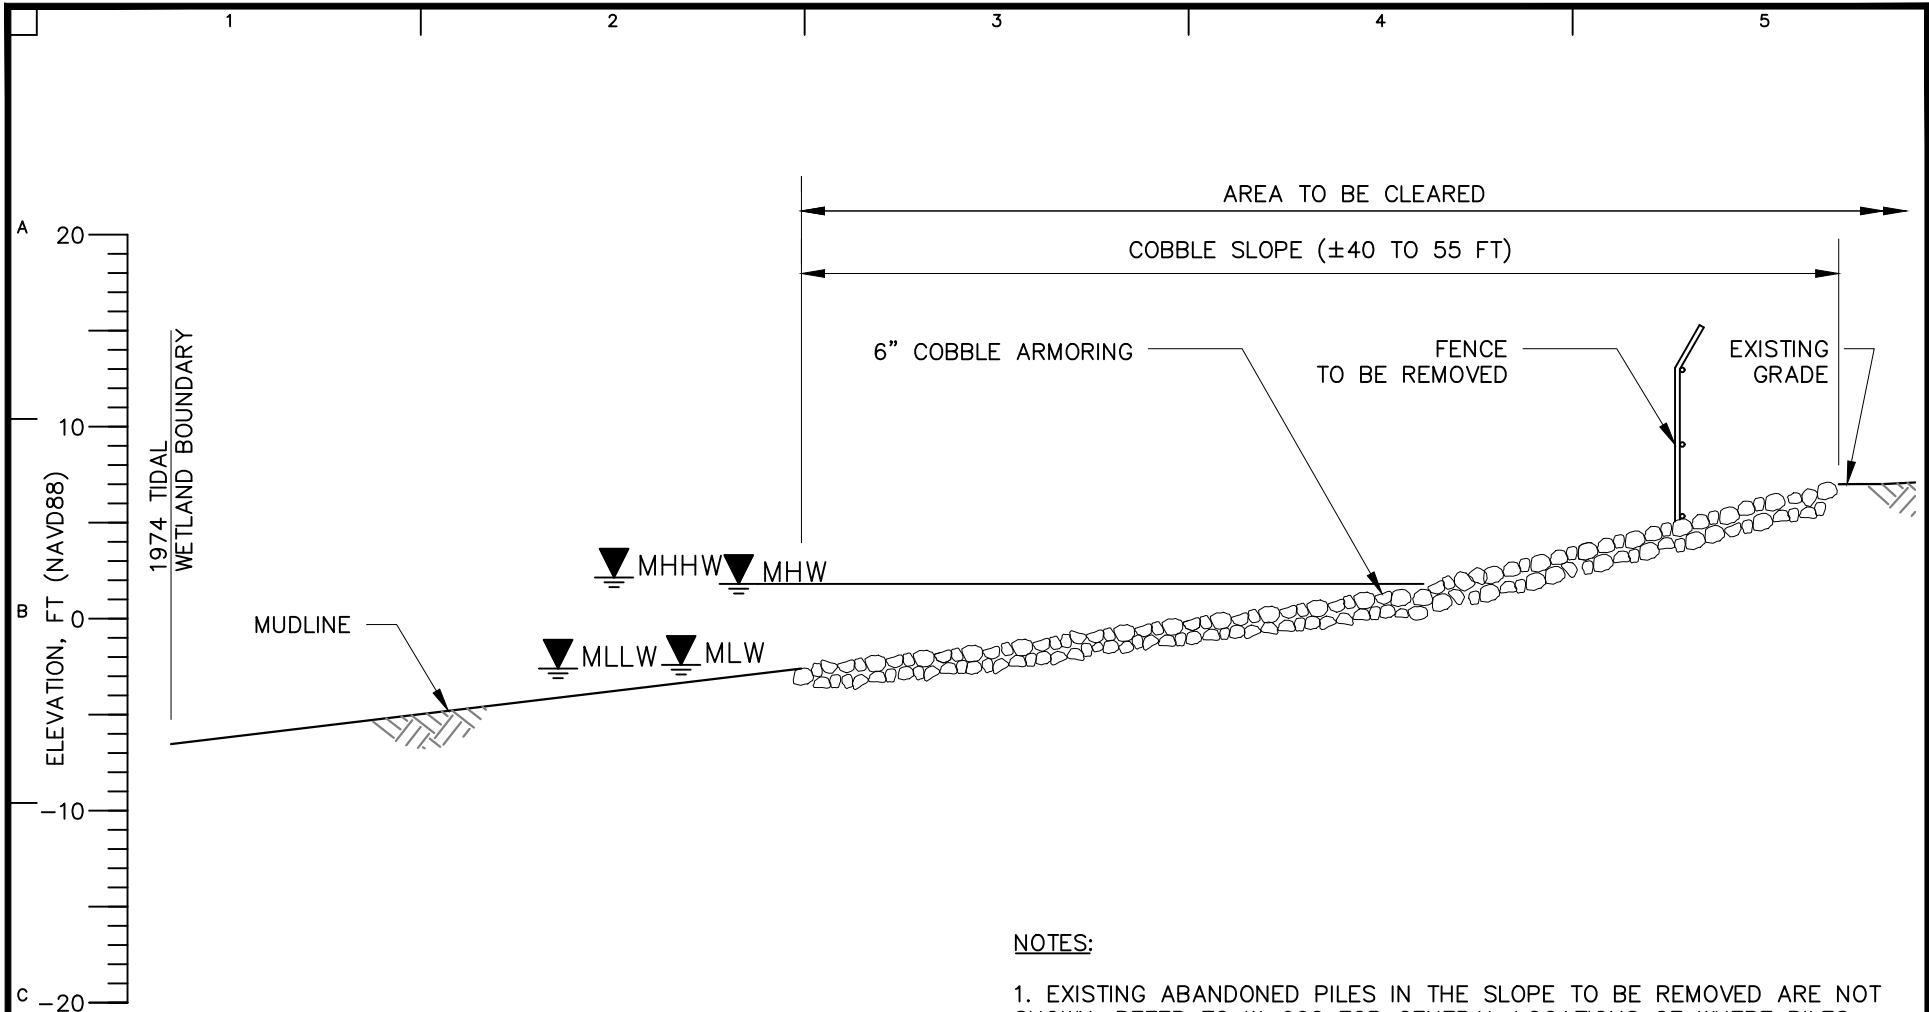 1 2 3 4 5
AREA TO BE CLEARED
A
20
COBBLE SLOPE (±40 TO 55 FT)
6” COBBLE ARMORING
FENCE
TO BE REMOVED
EXISTING
GRADE
1974 TIDAL
WETLAND BOUNDARY
10
ELEVATION, FT (NAVD88)
MHHW
MHW
B
0
MUDLINE
MLLW
MLW
−10
NOTES:
C
−20
1. EXISTING ABANDONED PILES IN THE SLOPE TO BE REMOVED ARE NOT